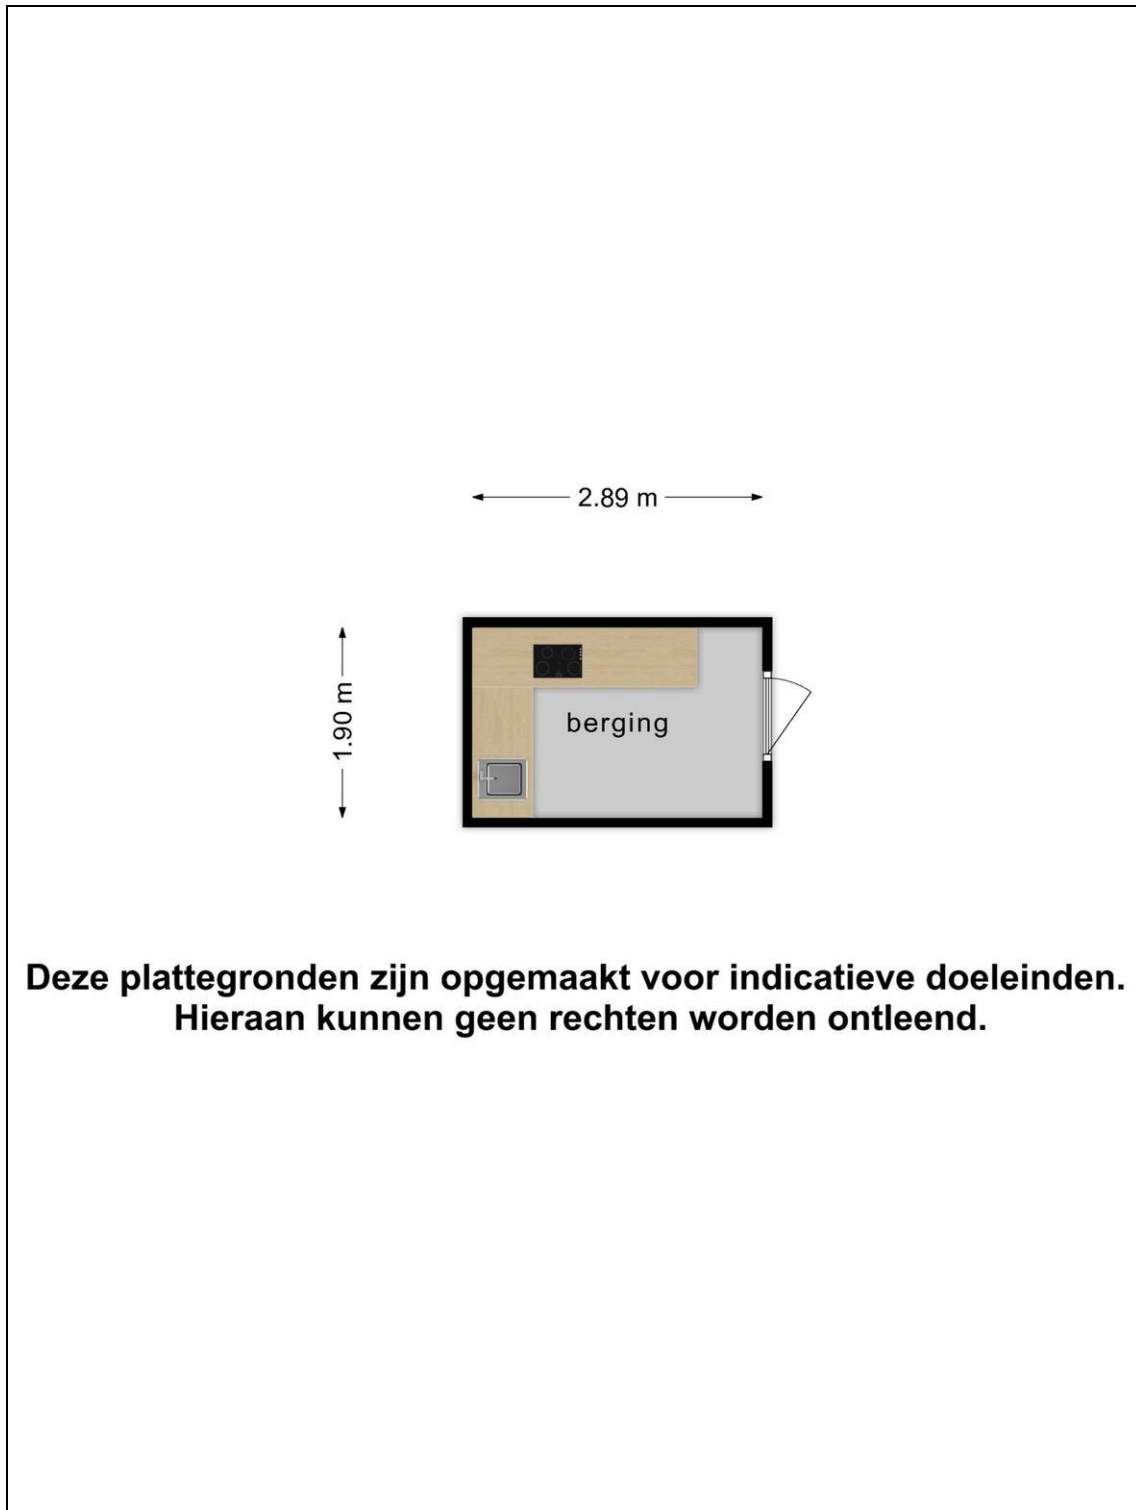 2.89 m
1.90 m
berging
Deze plattegronden zijn opgemaakt voor indicatieve doeleinden.
Hieraan kunnen geen rechten worden ontleend.